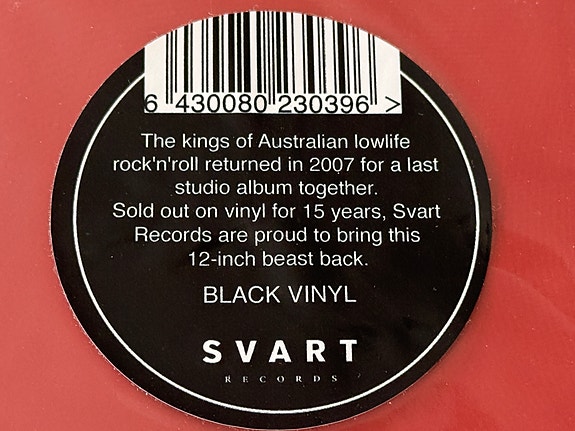 6 430080 230396 >
The kings of Australian lowlife
rock'n'roll returned in 2007 for a last
studio album together.
Sold out on vinyl for 15 years, Svart
Records are proud to bring this
12-inch beast back.
BLACK VINYL
SVART
RECORDS